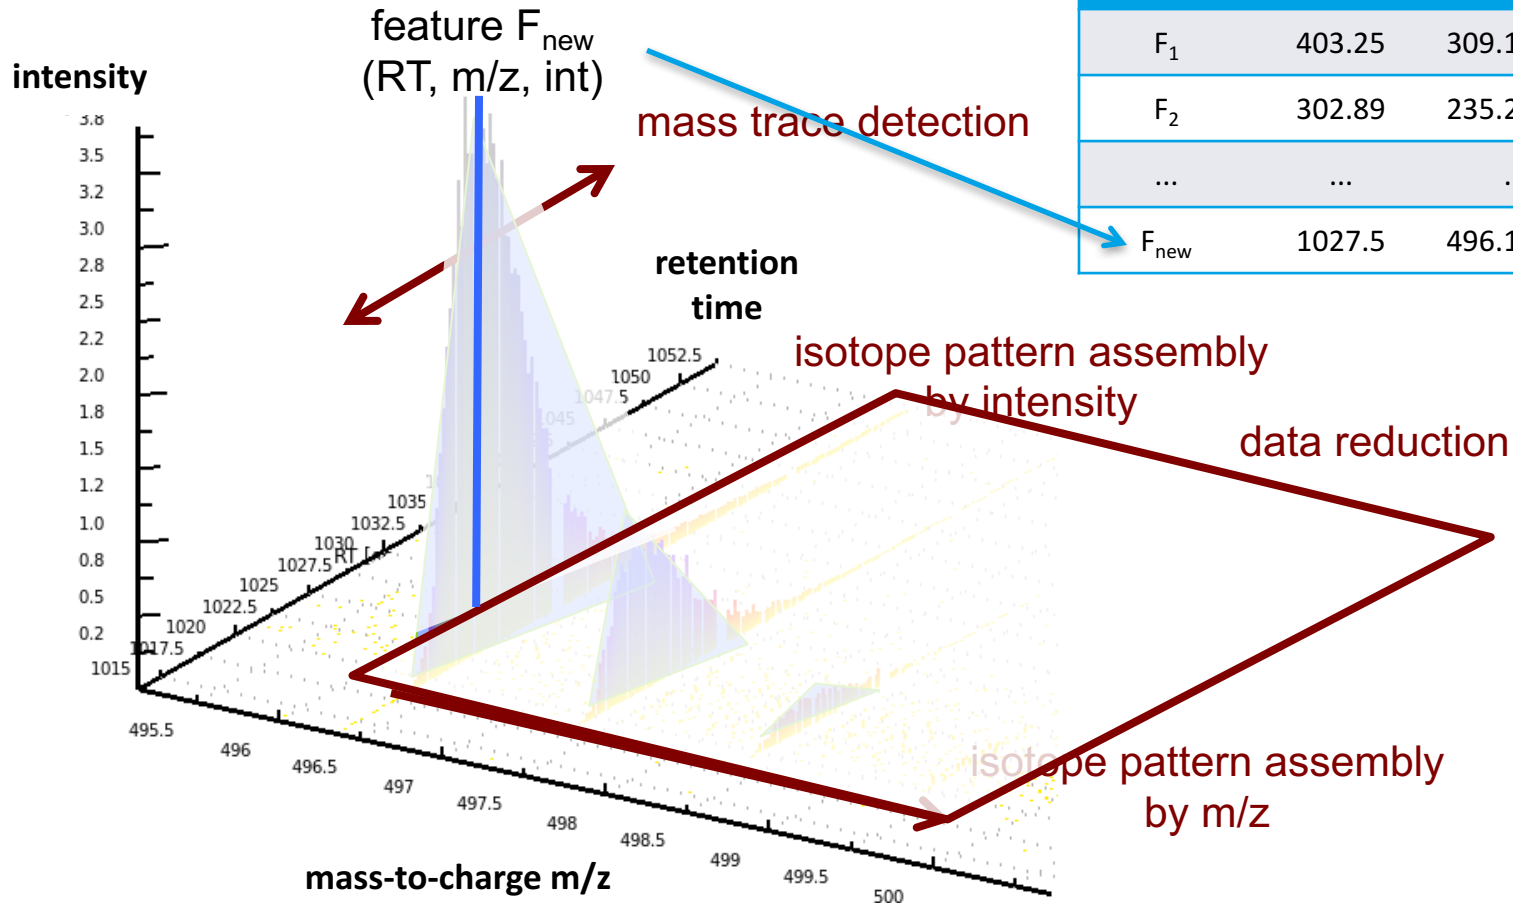 feature Fnew
(RT, m/z, int)
intensity
mass trace detection
F1 403.25 309.1
F2 302.89 235.2
... ... .
Fnew 1027.5 496.1
retention
time
isotope pattern assembly
by intensity
data reduction
isotope pattern assembly
by m/z
mass-to-charge m/z
3.8
3.5
3.2
3.0
2.8
2.5
2.2
2.0
1.8
1.5
1.2
1.0
0.8
0.5
0.2
1015
1017.5
1020
1022.5
1025
1027.5
1030
1032.5
1035
1045
1047.5
1050
1052.5
RT
495.5
496
496.5
497
497.5
498
498.5
499
499.5
500